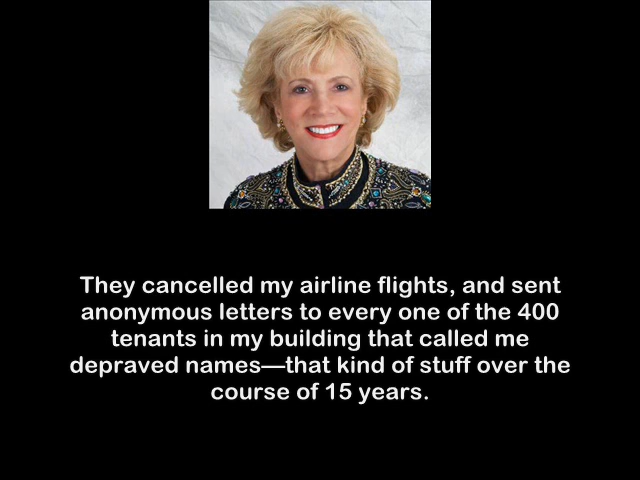 They cancelled my airline flights, and sent
anonymous letters to every one of the 400
tenants in my building that called me
depraved names—that kind of stuff over the
course of 15 years.